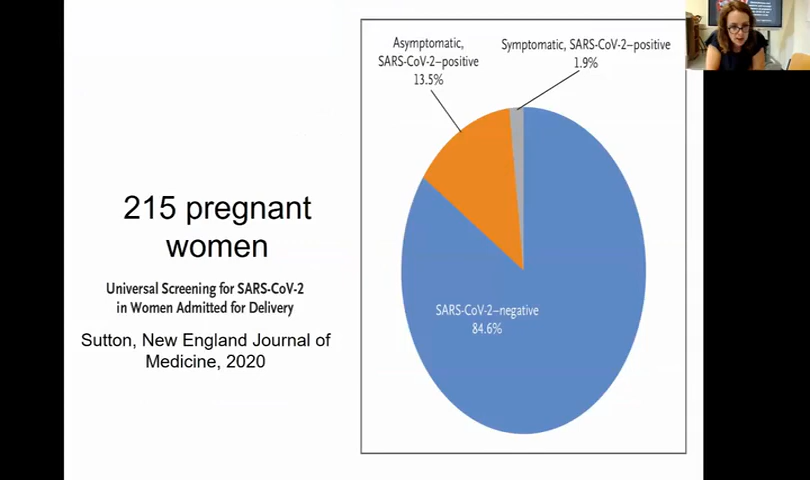 215 pregnant
women
Universal Screening for SARS-CoV-2
in Women Admitted for Delivery
Sutton, New England Journal of
Medicine, 2020
Asymptomatic,
SARS-CoV-2–positive
13.5%
Symptomatic, SARS-CoV-2–positive
1.9%
SARS-CoV-2–negative
84.6%